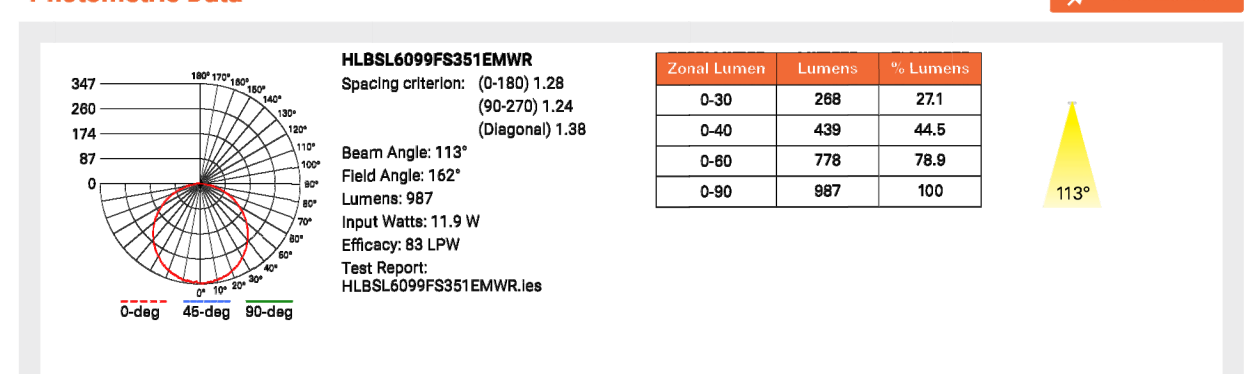 Photometric Data
HLBSL6099FS351EMWR
Spacing criterion: (0-180) 1.28
(90-270) 1.24
(Diagonal) 1.38
Beam Angle: 113°
Field Angle: 162°
Lumens: 987
Input Watts: 11.9 W
Efficacy: 83 LPW
Test Report:
HLBSL6099FS351EMWR.ies
347
260
174
87
0
180° 170° 160° 150° 140° 130° 120° 110° 100° 90° 80° 70° 60° 50° 40° 30° 20° 10° 0°
0-deg 45-deg 90-deg
Zonal Lumen Lumens % Lumens
0-30 268 27.1
0-40 439 44.5
0-60 778 78.9
0-90 987 100
113°